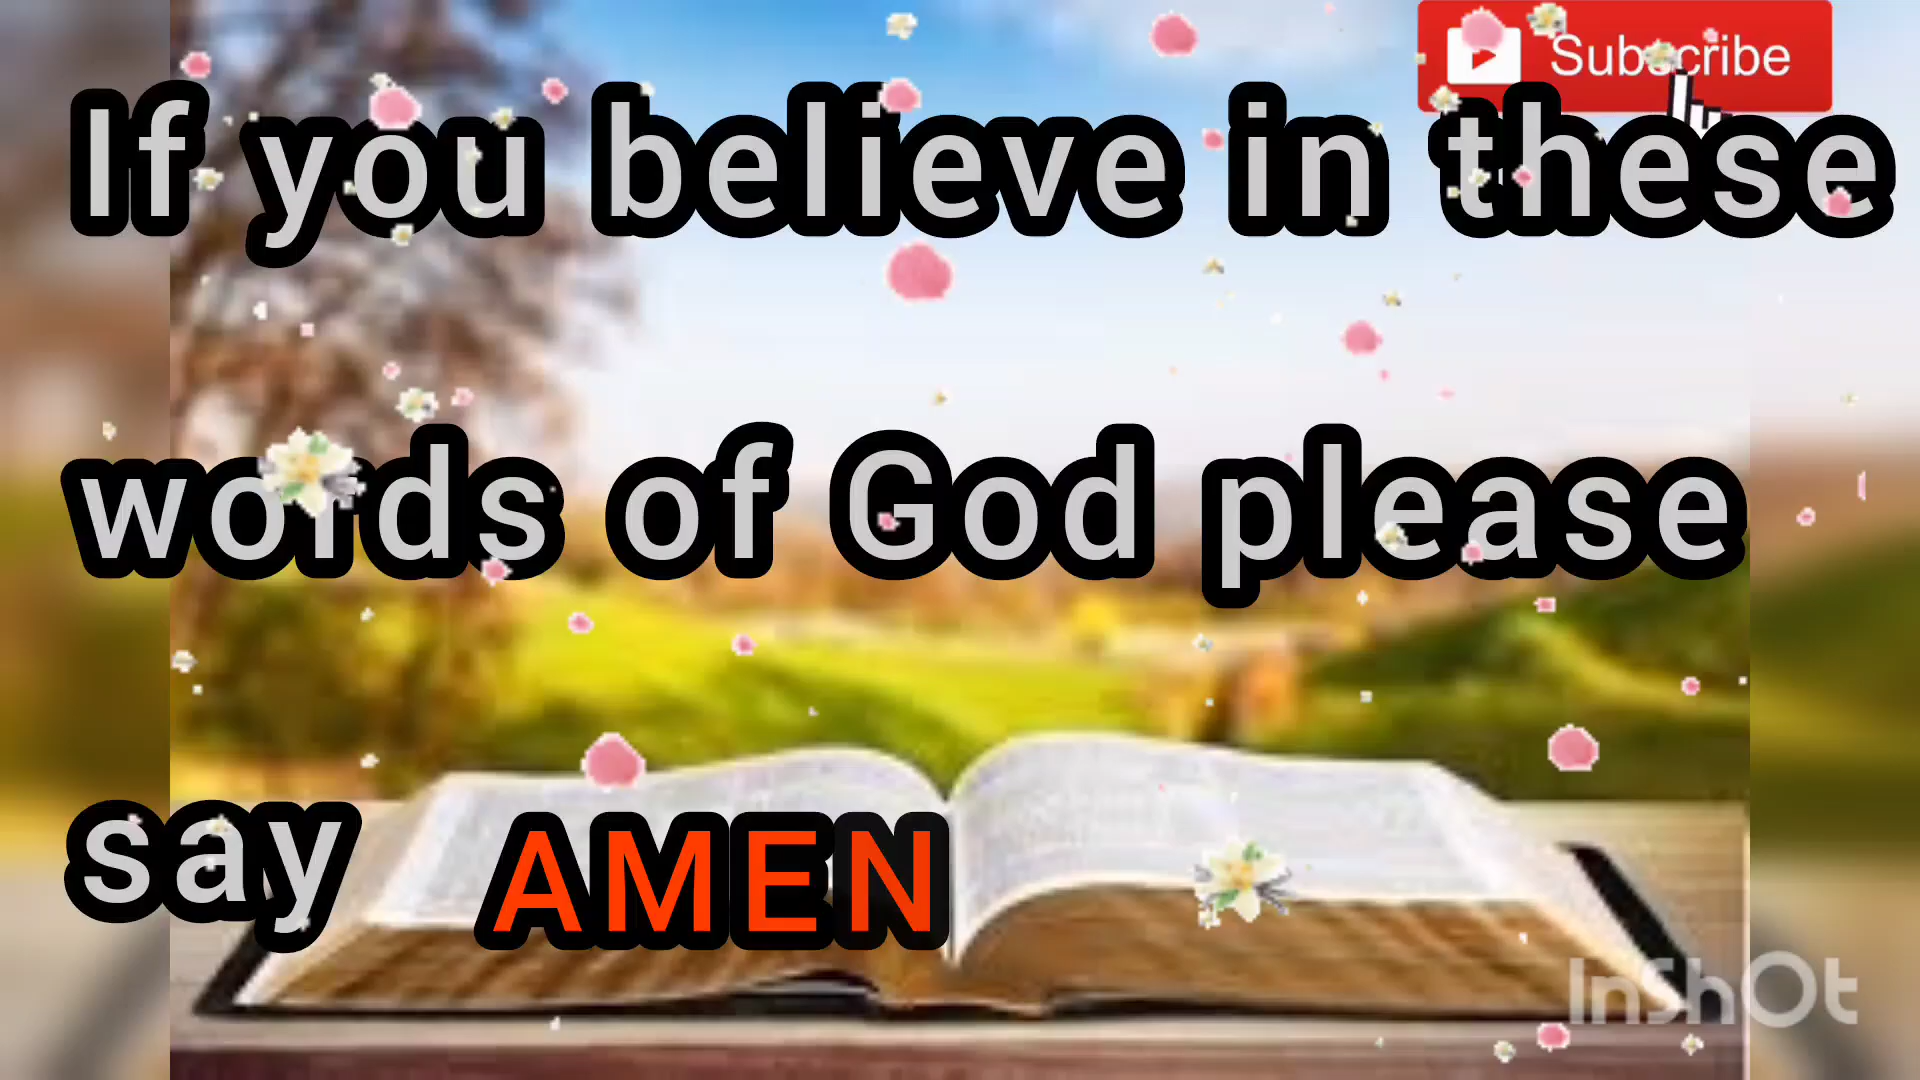 Subscribe
If you believe in these
words of God please
say AMEN
InShOt